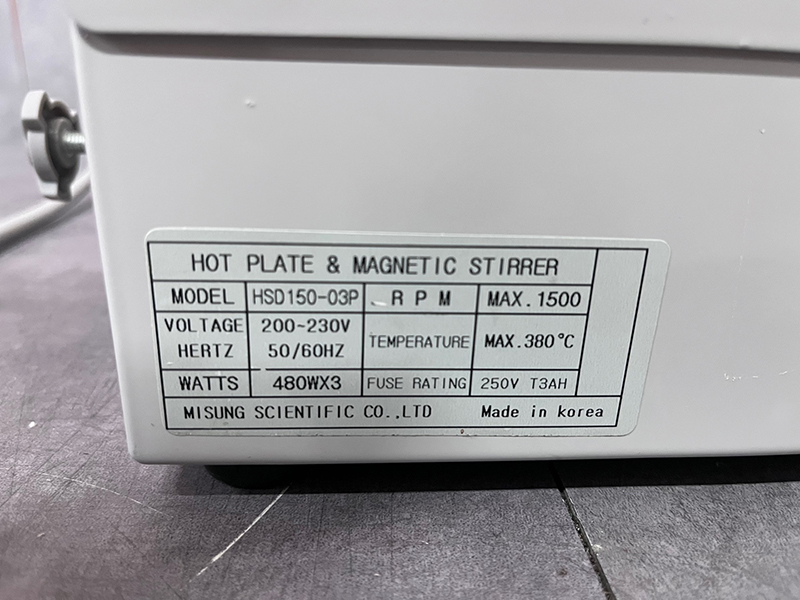 HOT PLATE & MAGNETIC STIRRER
MODEL HSD150-03P R P M MAX.1500
VOLTAGE 200~230V
HERTZ 50/60HZ TEMPERATURE MAX.380°C
WATTS 480WX3 FUSE RATING 250V T3AH
MISUNG SCIENTIFIC CO.,LTD Made in korea